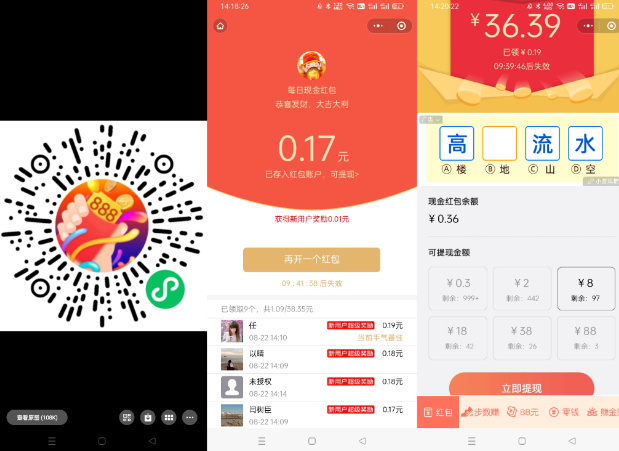 888
查看原图 (108K)
14:18:26
每日现金红包
恭喜发财，大吉大利
0.17元
已存入红包账户，可提现>
获得新用户奖励0.01元
再开一个红包
09 : 41 : 38 后失效
已领取9个，共1.09/38.35元
任
新用户超级奖励
0.19元
08-22 14:10
当前手气最佳
以晴
新用户超级奖励
0.18元
08-22 14:09
未授权
新用户超级奖励
0.18元
08-22 14:14
闫树臣
新用户超级奖励
0.17元
08-22 14:09
14:20:22
¥36.39
已领 ¥ 0.19
09:39:46后失效
广告
高 流 水
Ⓐ 楼 Ⓑ 地 Ⓒ 山 Ⓓ 空
现金红包余额
¥ 0.36
可提现金额
¥ 0.3
剩余：999+
¥ 2
剩余：442
¥ 8
剩余：97
¥ 18
剩余：42
¥ 38
剩余：26
¥ 88
剩余：3
立即提现
红包
步数赚
88元
零钱
赚金